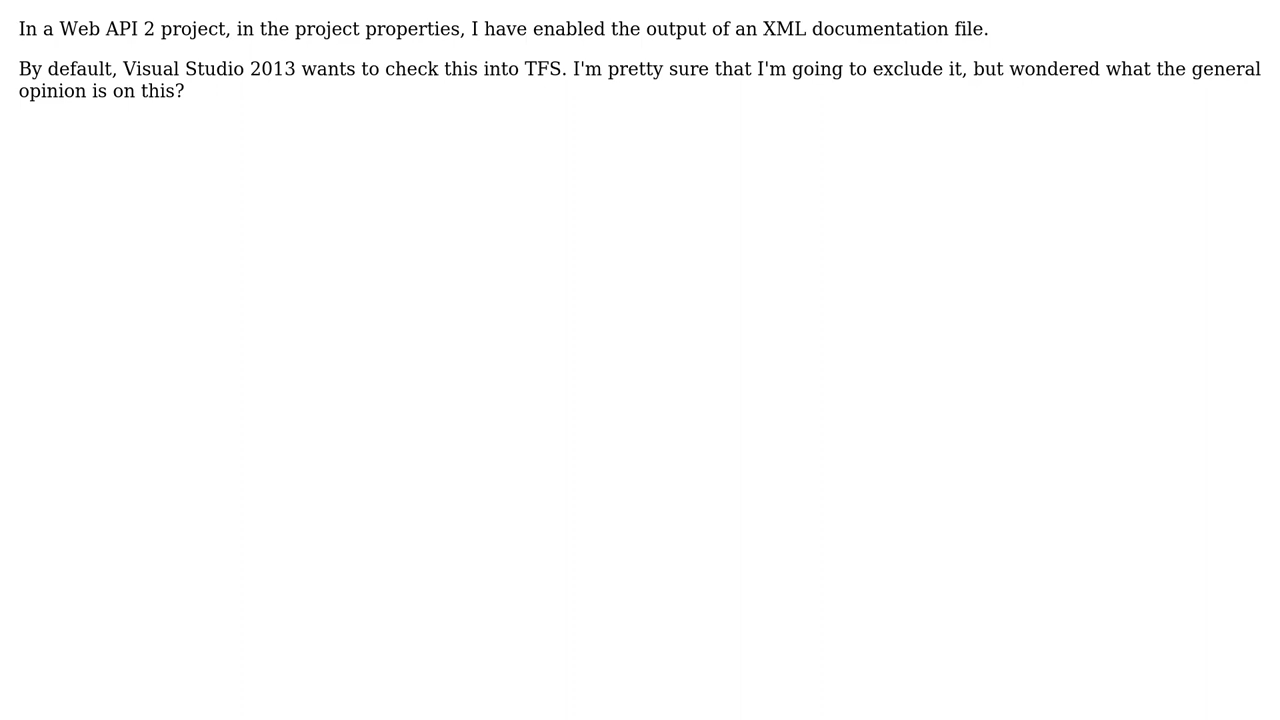 In a Web API 2 project, in the project properties, I have enabled the output of an XML documentation file.
By default, Visual Studio 2013 wants to check this into TFS. I'm pretty sure that I'm going to exclude it, but wondered what the general
opinion is on this?